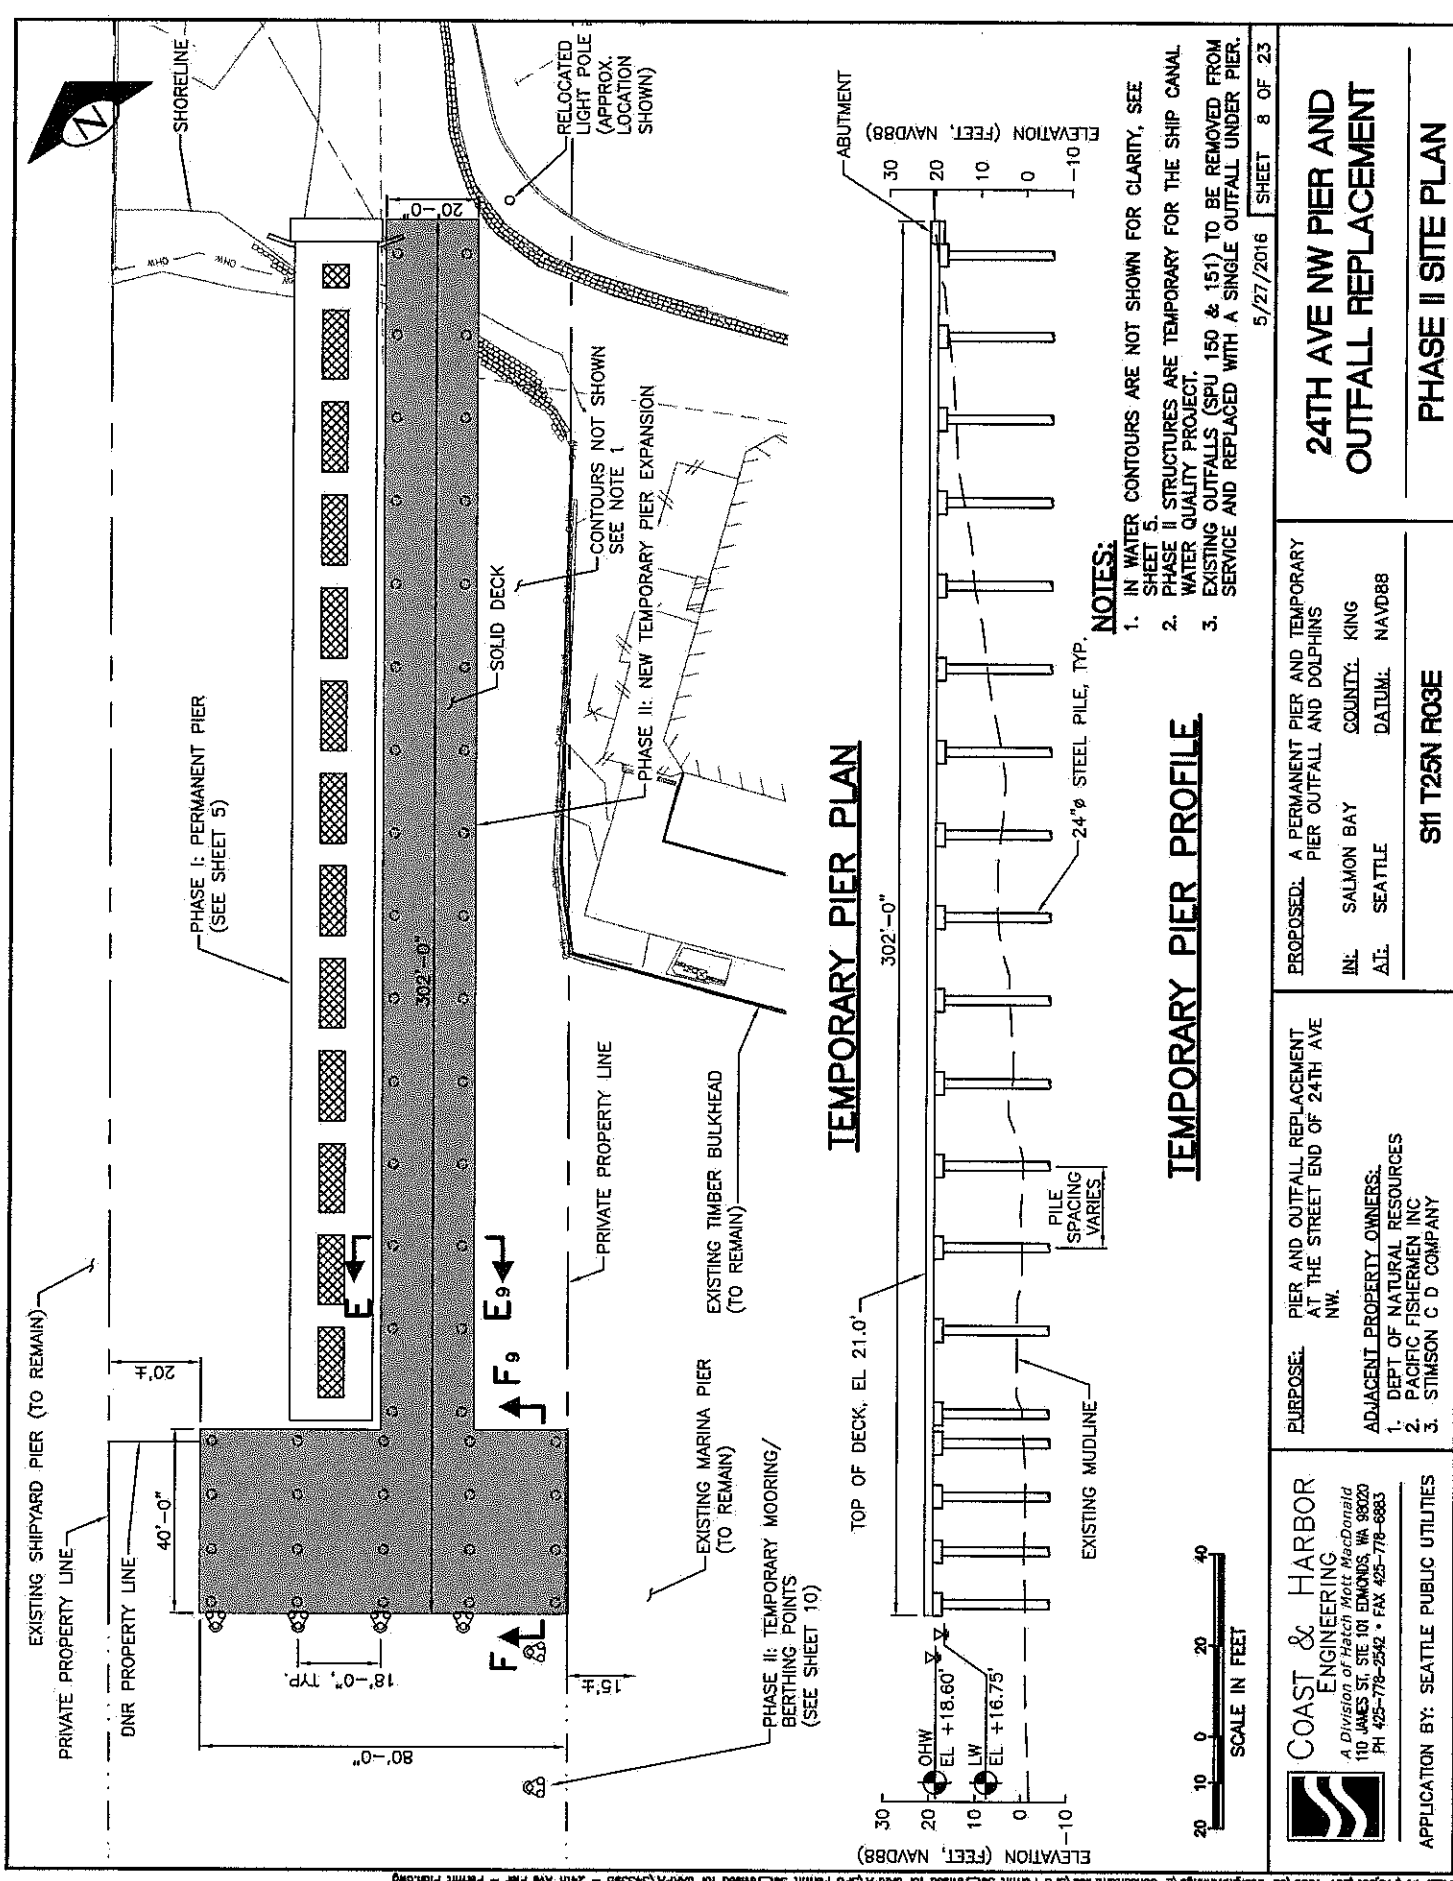 EXISTING SHIPYARD PIER (TO REMAIN)
PRIVATE PROPERTY LINE
DNR PROPERTY LINE
20'±
40'-0"
18'-0", TYP.
80'-0"
15'±
PHASE I: PERMANENT PIER
(SEE SHEET 5)
SHORELINE
N
OHW
OHW
20'-0"
302'-0"
RELOCATED
LIGHT POLE
(APPROX.
LOCATION
SHOWN)
SOLID DECK
CONTOURS NOT SHOWN
SEE NOTE 1
PHASE II: NEW TEMPORARY PIER EXPANSION
E
E 9
F 9
F
PRIVATE PROPERTY LINE
EXISTING TIMBER BULKHEAD
(TO REMAIN)
EXISTING MARINA PIER
(TO REMAIN)
PHASE II: TEMPORARY MOORING/
BERTHING POINTS
(SEE SHEET 10)
TEMPORARY PIER PLAN
302'-0"
TOP OF DECK, EL 21.0'
ABUTMENT
ELEVATION (FEET, NAVD88)
30
20
10
0
-10
OHW
EL +18.60'
LW
EL +16.75'
ELEVATION (FEET, NAVD88)
30
20
10
0
-10
EXISTING MUDLINE
PILE
SPACING
VARIES
24"ø STEEL PILE, TYP.
TEMPORARY PIER PROFILE
20 10 0 20 40
SCALE IN FEET
NOTES:
1. IN WATER CONTOURS ARE NOT SHOWN FOR CLARITY, SEE
SHEET 5.
2. PHASE II STRUCTURES ARE TEMPORARY FOR THE SHIP CANAL
WATER QUALITY PROJECT.
3. EXISTING OUTFALLS (SPU 150 & 151) TO BE REMOVED FROM
SERVICE AND REPLACED WITH A SINGLE OUTFALL UNDER PIER.
5/27/2016 SHEET 8 OF 23
COAST & HARBOR
ENGINEERING
A Division of Hatch Mott MacDonald
110 JAMES ST, STE 101 EDMONDS, WA 98020
PH 425-778-2542 • FAX 425-778-6883
APPLICATION BY: SEATTLE PUBLIC UTILITIES
PURPOSE: PIER AND OUTFALL REPLACEMENT
AT THE STREET END OF 24TH AVE
NW.
ADJACENT PROPERTY OWNERS:
1. DEPT OF NATURAL RESOURCES
2. PACIFIC FISHERMEN INC
3. STIMSON C D COMPANY
PROPOSED: A PERMANENT PIER AND TEMPORARY
PIER OUTFALL AND DOLPHINS
IN: SALMON BAY COUNTY: KING
AT: SEATTLE DATUM: NAVD88
S11 T25N R03E
24TH AVE NW PIER AND
OUTFALL REPLACEMENT
PHASE II SITE PLAN